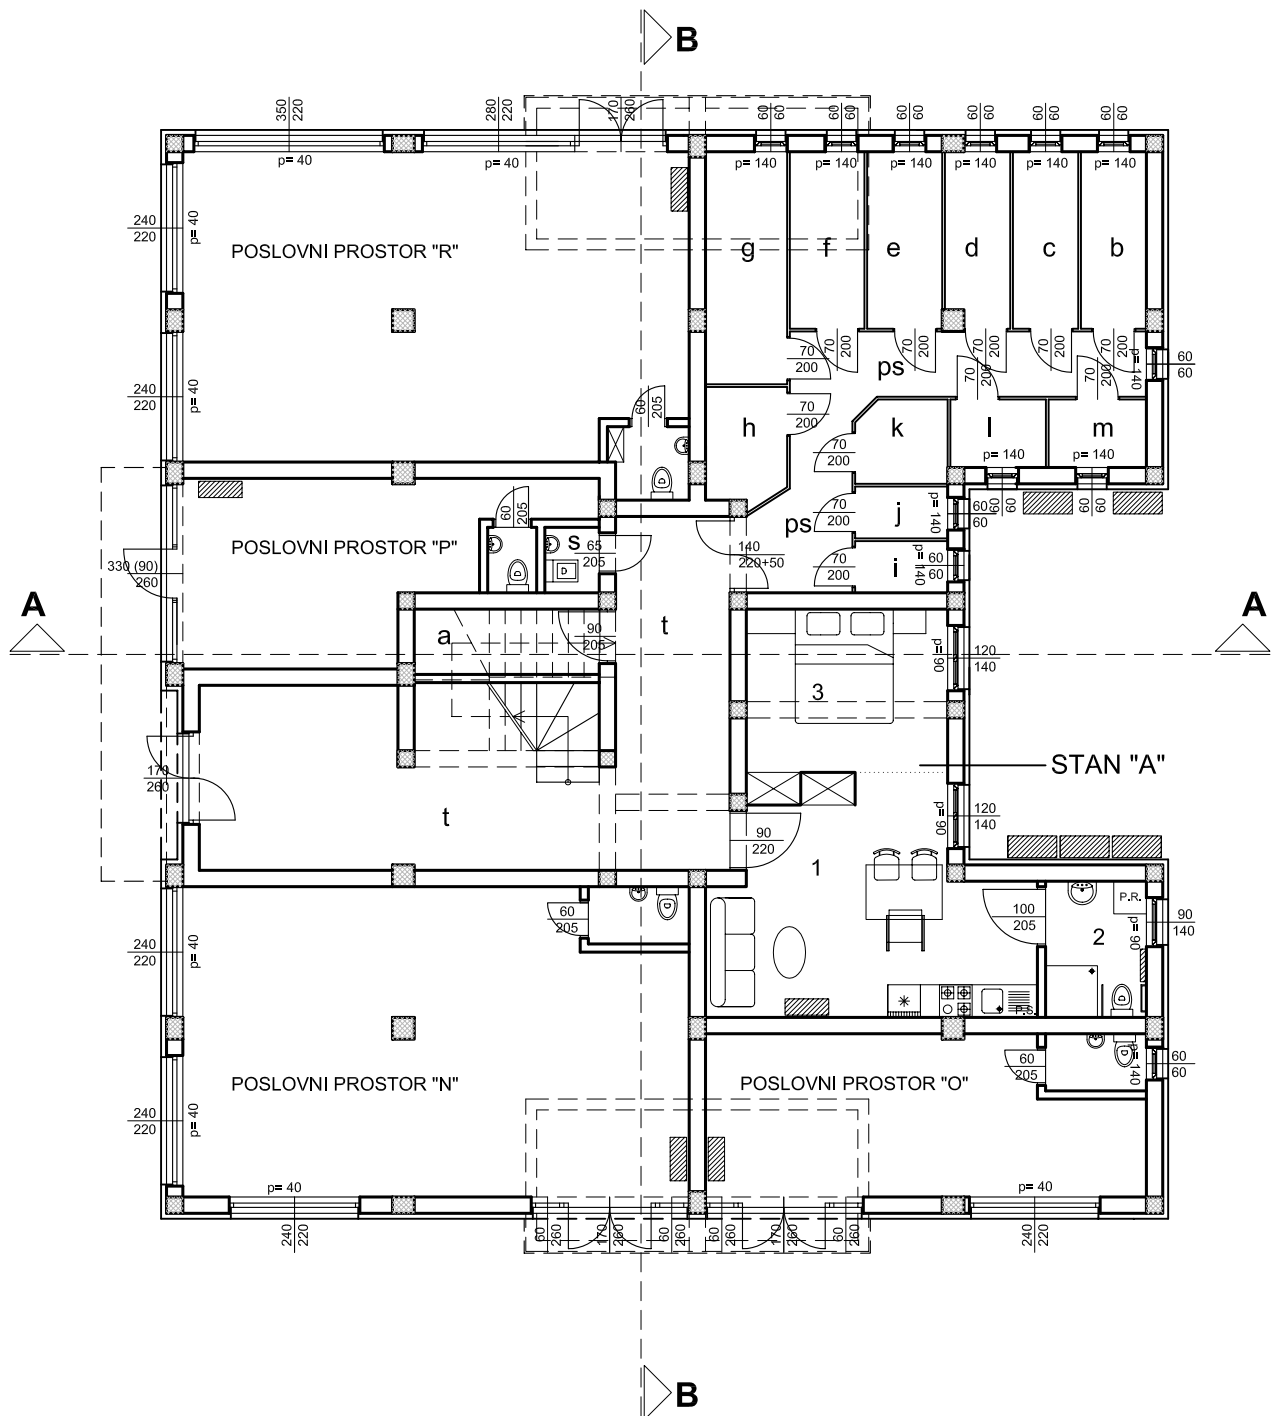 B
350
220
280
220
170
260
60
60
60
60
60
60
60
60
60
60
60
60
p= 40
p= 40
p= 140
p= 140
p= 140
p= 140
p= 140
p= 140
240
220
p= 40
POSLOVNI PROSTOR "R"
g
f
e
d
c
b
70
200
70
200
70
200
70
200
70
200
70
200
ps
70
200
70
200
p= 140
60
60
240
220
p= 40
60
205
70
200
h
k
l
m
70
200
p= 140
p= 140
60
60
60
60
POSLOVNI PROSTOR "P"
60
205
s
65
205
ps
70
200
j
p= 140
60
60
140
220+50
330 (90)
260
70
200
i
p= 140
60
60
A
A
a
90
205
t
3
p= 90
120
140
STAN "A"
170
260
t
p= 90
120
140
90
220
1
60
205
100
205
2
P.R.
p= 90
90
140
240
220
p= 40
P.S.
POSLOVNI PROSTOR "N"
POSLOVNI PROSTOR "O"
60
205
p= 140
60
60
240
220
p= 40
p= 40
p= 40
240
220
60
260
170
260
60
260
60
260
170
260
60
260
240
220
B